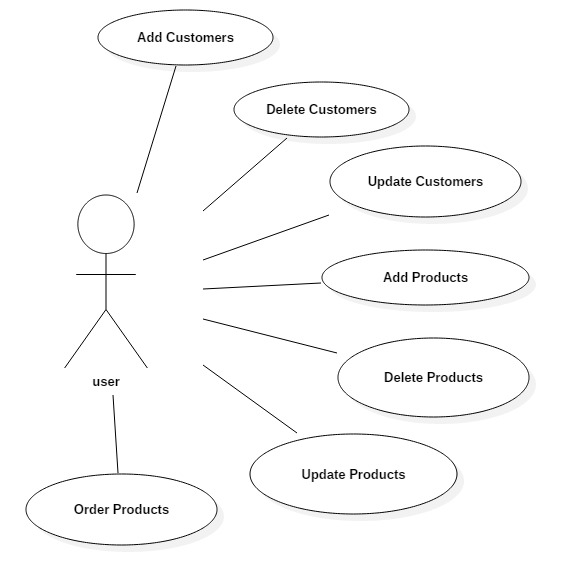 Add Customers
Delete Customers
Update Customers
Add Products
Delete Products
user
Update Products
Order Products